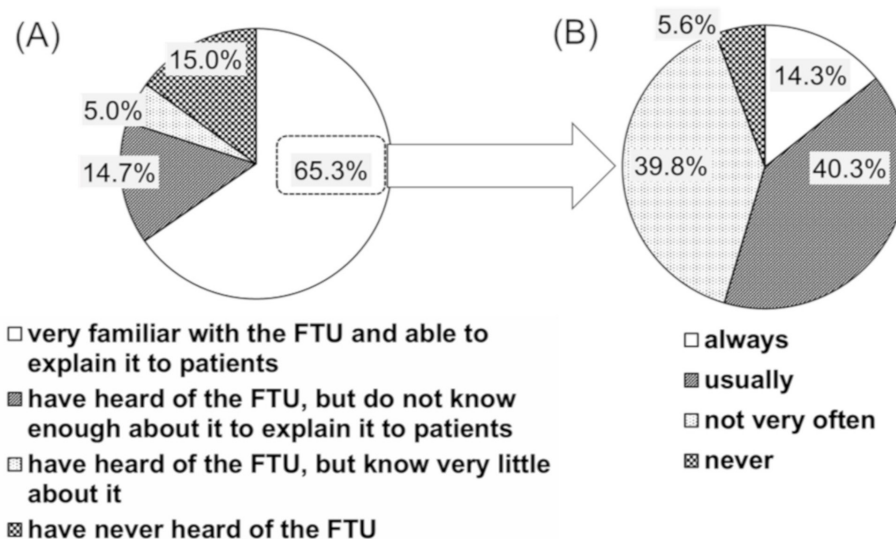 (A)
15.0%
5.0%
14.7%
65.3%
(B)
5.6%
14.3%
39.8%
40.3%
very familiar with the FTU and able to
explain it to patients
have heard of the FTU, but do not know
enough about it to explain it to patients
have heard of the FTU, but know very little
about it
have never heard of the FTU
always
usually
not very often
never